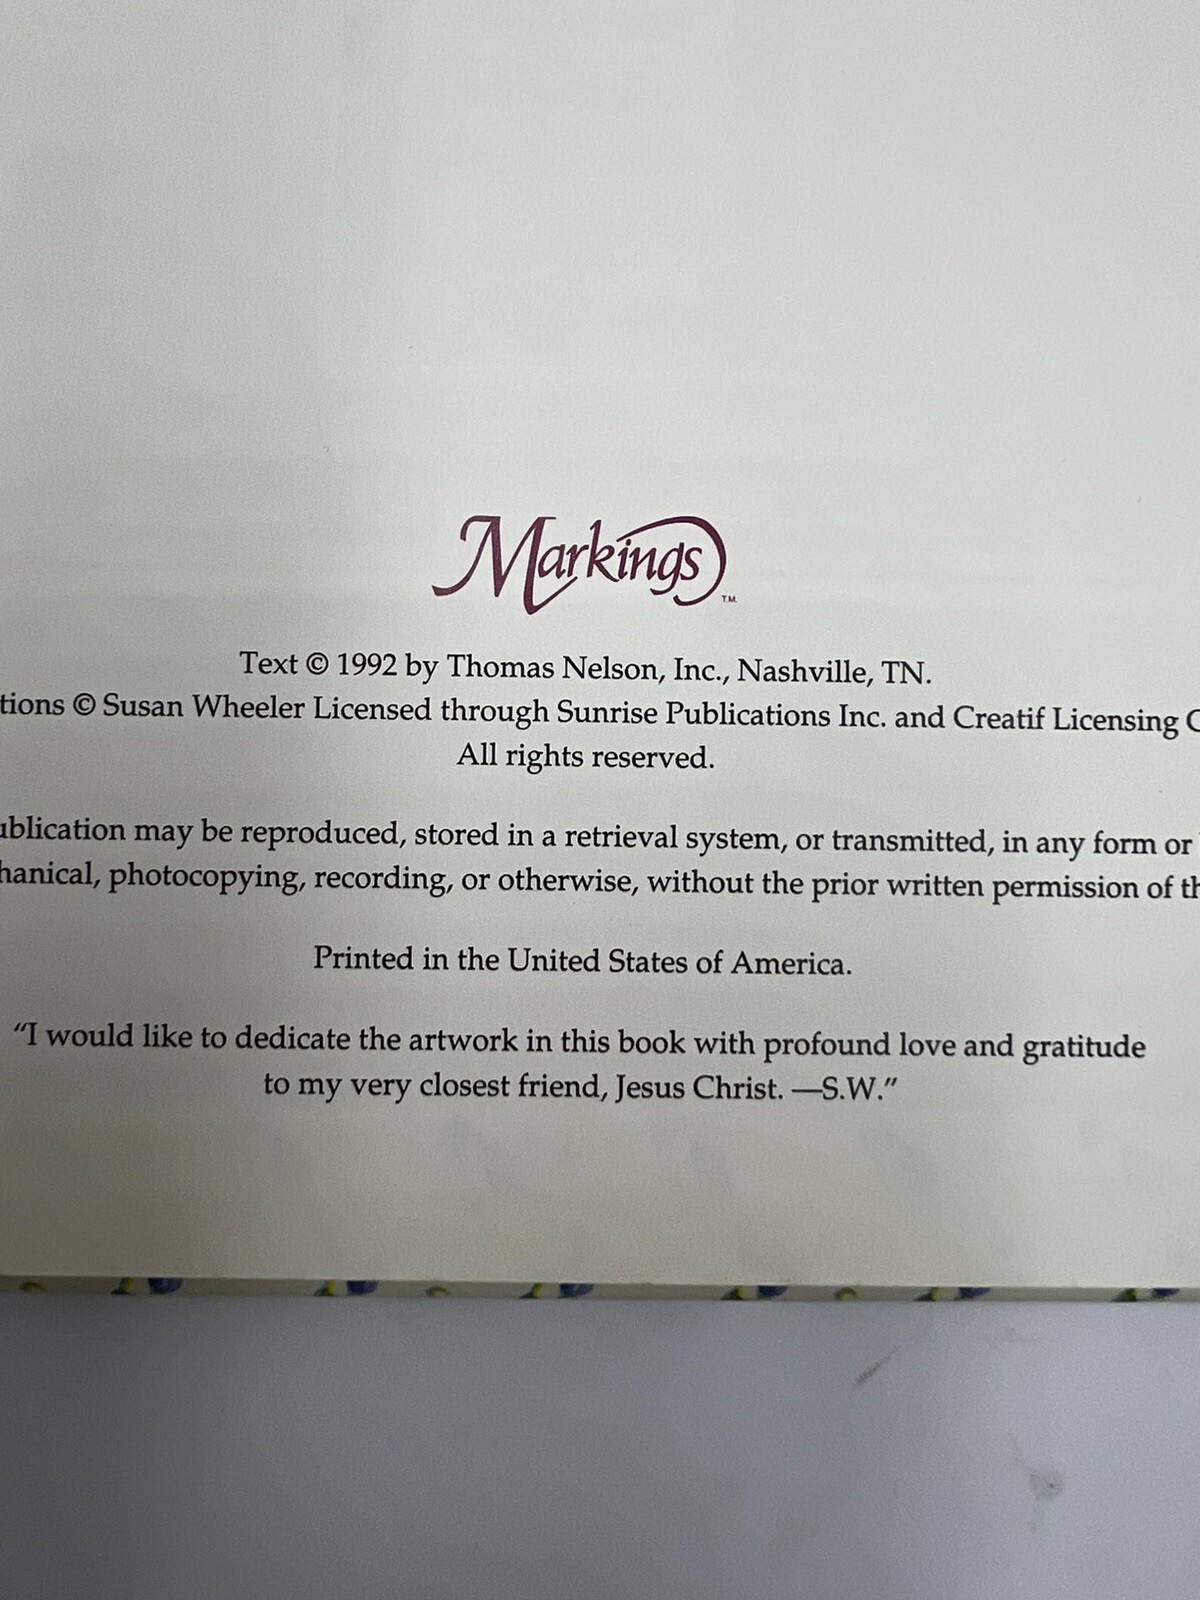 Markings TM
Text © 1992 by Thomas Nelson, Inc., Nashville, TN.
tions © Susan Wheeler Licensed through Sunrise Publications Inc. and Creatif Licensing
All rights reserved.
ublication may be reproduced, stored in a retrieval system, or transmitted, in any form or
hanical, photocopying, recording, or otherwise, without the prior written permission of th
Printed in the United States of America.
“I would like to dedicate the artwork in this book with profound love and gratitude
to my very closest friend, Jesus Christ. —S.W.”